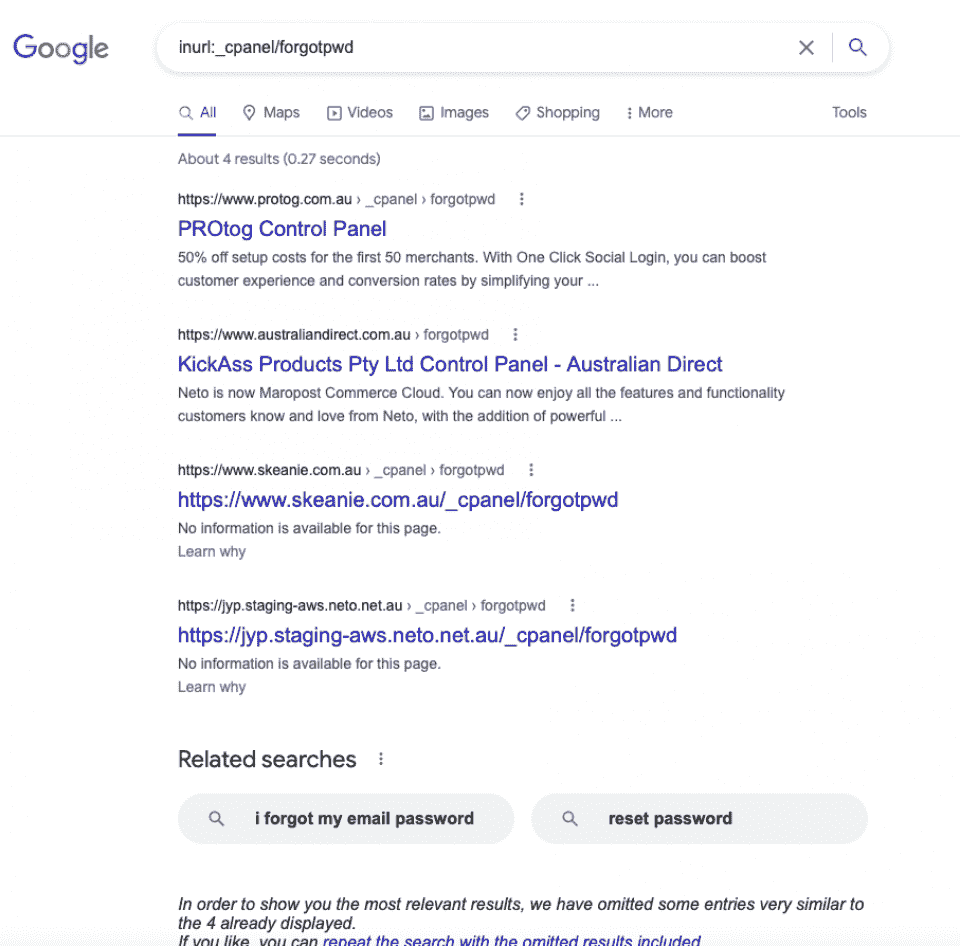 Google
inurl:_cpanel/forgotpwd
All Maps Videos Images Shopping More Tools
About 4 results (0.27 seconds)
https://www.protog.com.au › _cpanel › forgotpwd
PROtog Control Panel
50% off setup costs for the first 50 merchants. With One Click Social Login, you can boost
customer experience and conversion rates by simplifying your ...
https://www.australiandirect.com.au › forgotpwd
KickAss Products Pty Ltd Control Panel - Australian Direct
Neto is now Maropost Commerce Cloud. You can now enjoy all the features and functionality
customers know and love from Neto, with the addition of powerful ...
https://www.skeanie.com.au › _cpanel › forgotpwd
https://www.skeanie.com.au/_cpanel/forgotpwd
No information is available for this page.
Learn why
https://jyp.staging-aws.neto.net.au › _cpanel › forgotpwd
https://jyp.staging-aws.neto.net.au/_cpanel/forgotpwd
No information is available for this page.
Learn why
Related searches
i forgot my email password
reset password
In order to show you the most relevant results, we have omitted some entries very similar to
the 4 already displayed.
If you like, you can repeat the search with the omitted results included